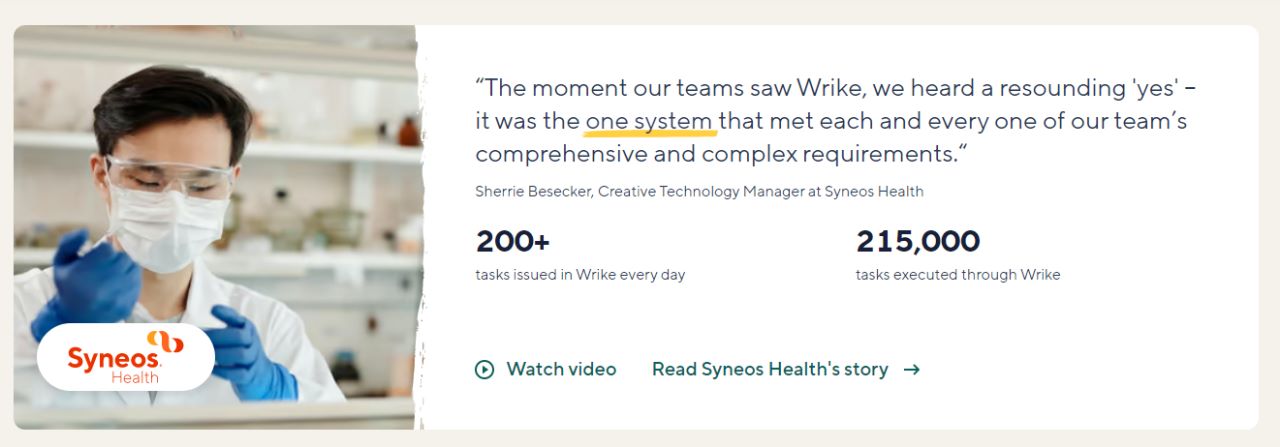 “The moment our teams saw Wrike, we heard a resounding 'yes' –
it was the one system that met each and every one of our team’s
comprehensive and complex requirements.“
Sherrie Besecker, Creative Technology Manager at Syneos Health
200+
tasks issued in Wrike every day
215,000
tasks executed through Wrike
Syneos.
Health
Watch video
Read Syneos Health's story →